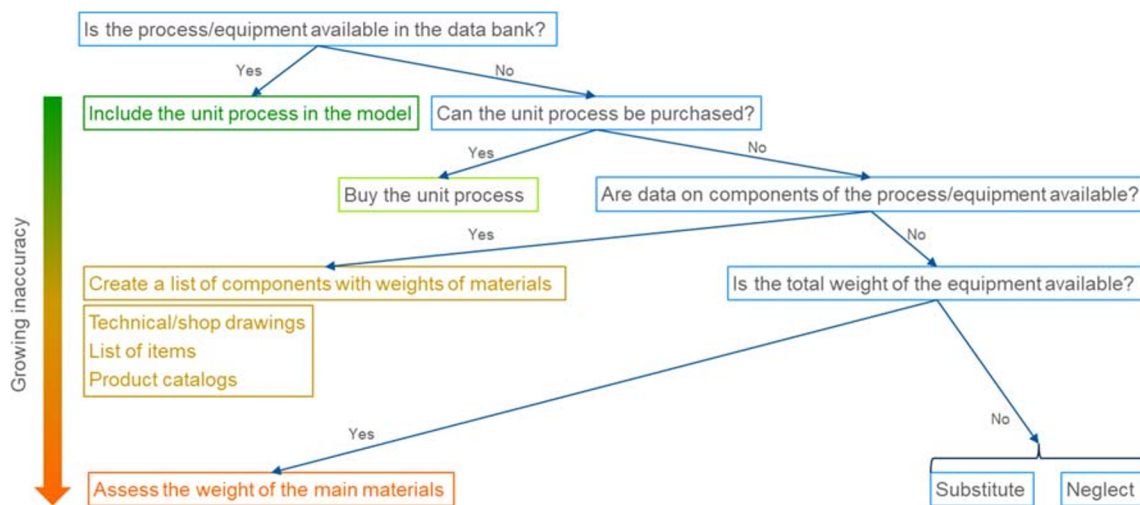 Is the process/equipment available in the data bank?
Yes
No
Include the unit process in the model
Can the unit process be purchased?
Yes
No
Buy the unit process
Are data on components of the process/equipment available?
Yes
No
Create a list of components with weights of materials
Is the total weight of the equipment available?
Technical/shop drawings
List of items
Product catalogs
Growing inaccuracy
Yes
No
Assess the weight of the main materials
Substitute
Neglect